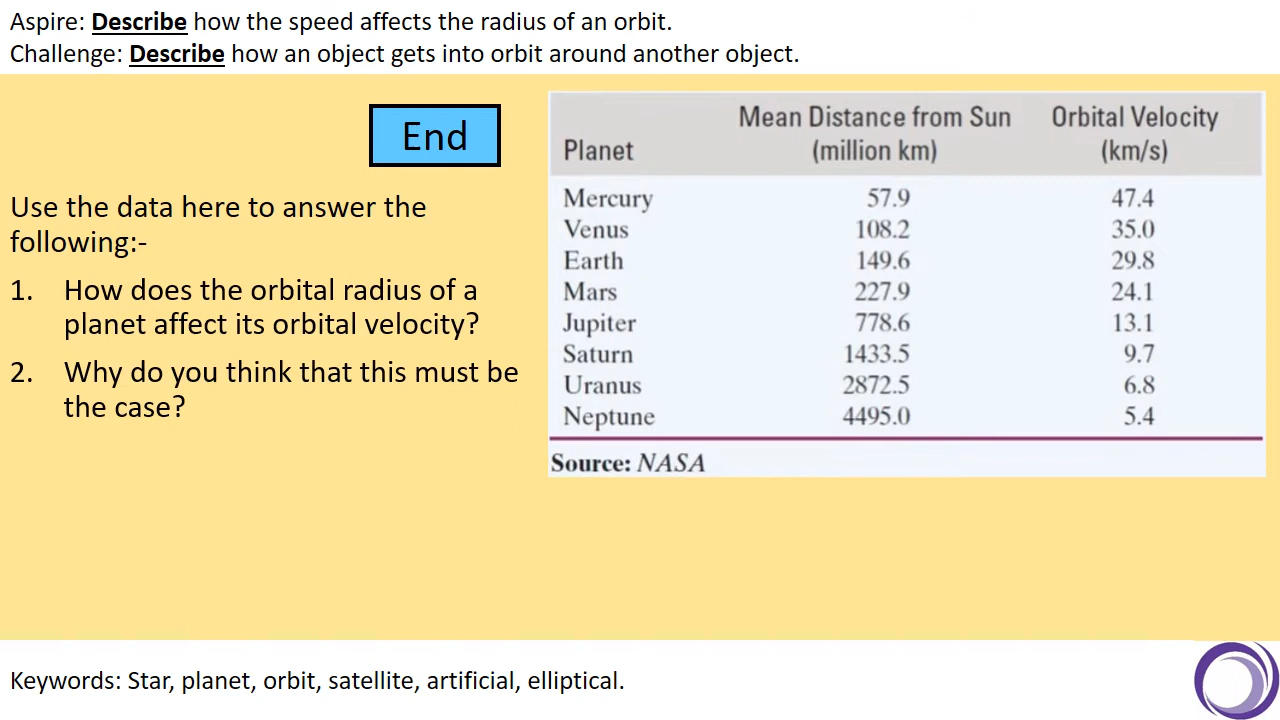 Aspire: Describe how the speed affects the radius of an orbit.
Challenge: Describe how an object gets into orbit around another object.
End
Use the data here to answer the
following:-
1. How does the orbital radius of a
planet affect its orbital velocity?
2. Why do you think that this must be
the case?
Mean Distance from Sun Orbital Velocity
Planet (million km) (km/s)
Mercury 57.9 47.4
Venus 108.2 35.0
Earth 149.6 29.8
Mars 227.9 24.1
Jupiter 778.6 13.1
Saturn 1433.5 9.7
Uranus 2872.5 6.8
Neptune 4495.0 5.4
Source: NASA
Keywords: Star, planet, orbit, satellite, artificial, elliptical.